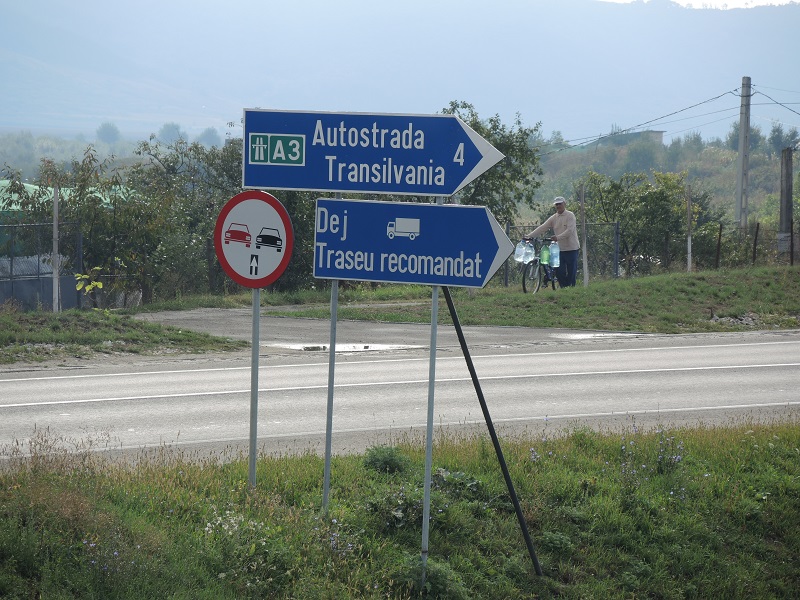 A3 Autostrada
Transilvania 4
Dej
Traseu recomandat